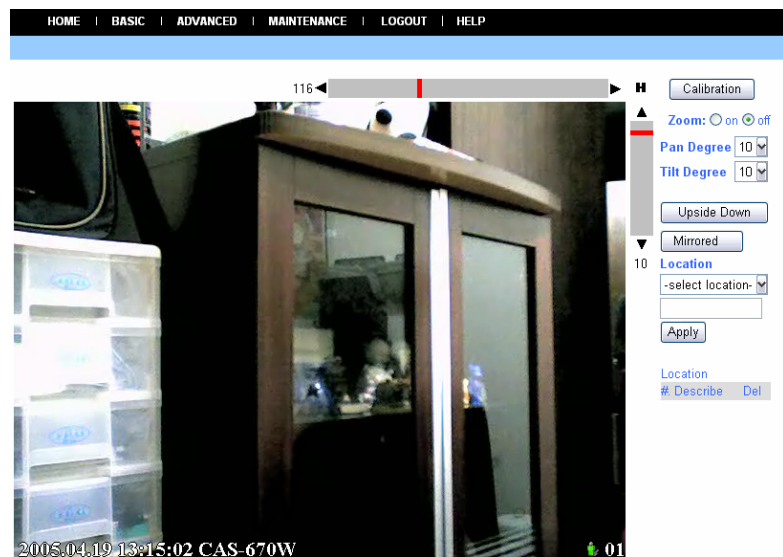 HOME | BASIC | ADVANCED | MAINTENANCE | LOGOUT | HELP
116
H
Calibration
Zoom: on off
Pan Degree 10
Tilt Degree 10
Upside Down
Mirrored
10
Location
-select location-
Apply
Location
#. Describe Del
2005.04.19 13:15:02 CAS-670W
01